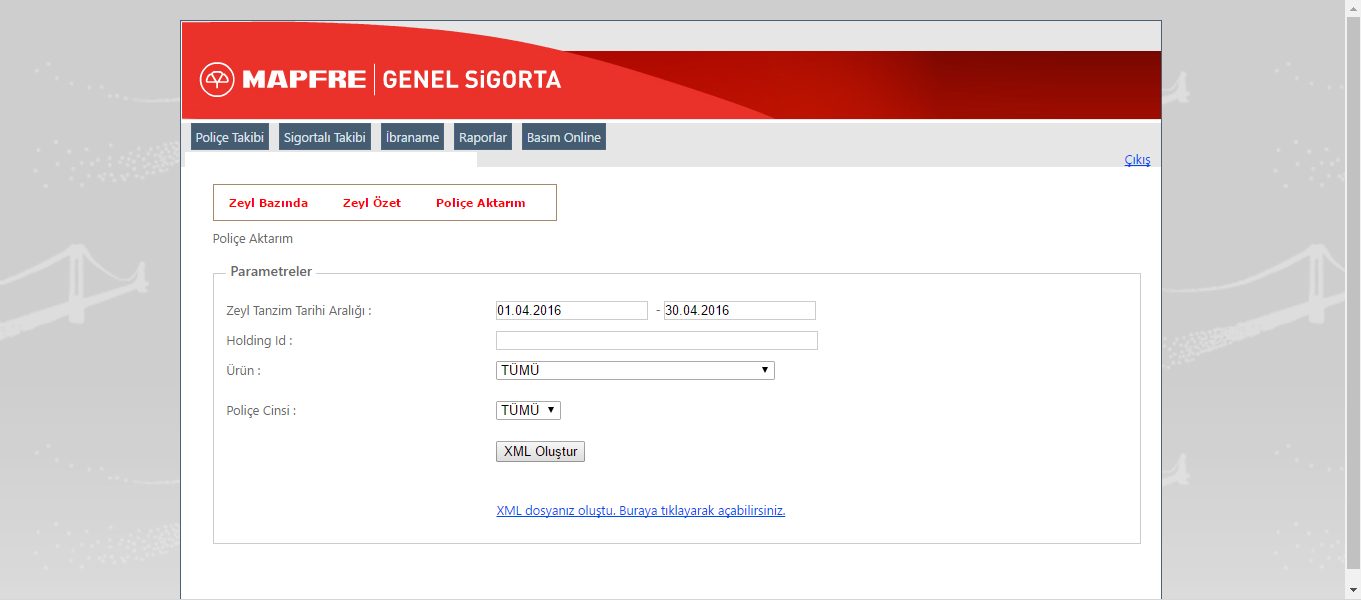 MAPFRE | GENEL SiGORTA
Poliçe Takibi Sigortalı Takibi İbraname Raporlar Basım Online
Çıkış
Zeyl Bazında Zeyl Özet Poliçe Aktarım
Poliçe Aktarım
Parametreler
Zeyl Tanzim Tarihi Aralığı : 01.04.2016 - 30.04.2016
Holding Id :
Ürün : TÜMÜ
Poliçe Cinsi : TÜMÜ
XML Oluştur
XML dosyanız oluştu. Buraya tıklayarak açabilirsiniz.